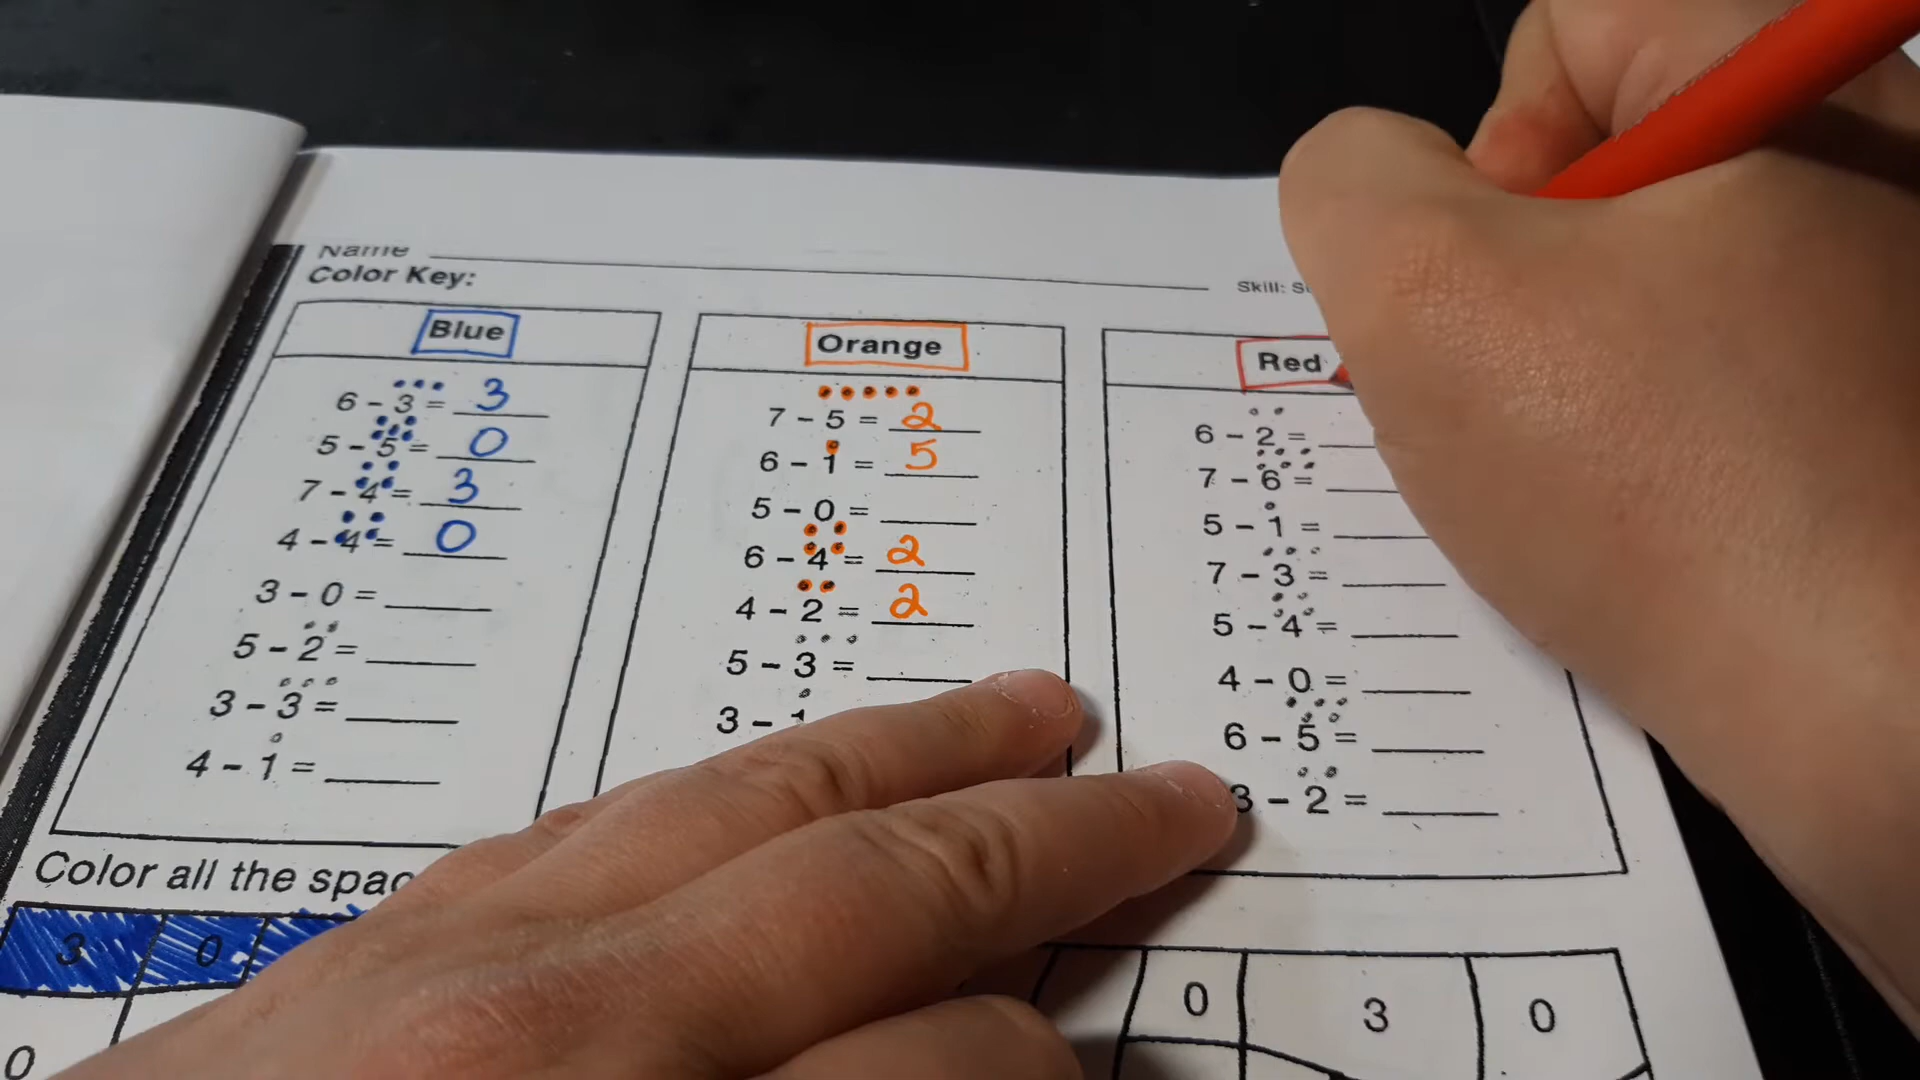 Name
Color Key:
Skill:
Blue
6 - 3 = 3
5 - 5 = 0
7 - 4 = 3
4 - 4 = 0
3 - 0 =
5 - 2 =
3 - 3 =
4 - 1 =
Orange
7 - 5 = 2
6 - 1 = 5
5 - 0 =
6 - 4 = 2
4 - 2 = 2
5 - 3 =
3 - 1
Red
6 - 2 =
7 - 6 =
5 - 1 =
7 - 3 =
5 - 4 =
4 - 0 =
6 - 5 =
3 - 2 =
Color all the
3 0
0 3 0
0